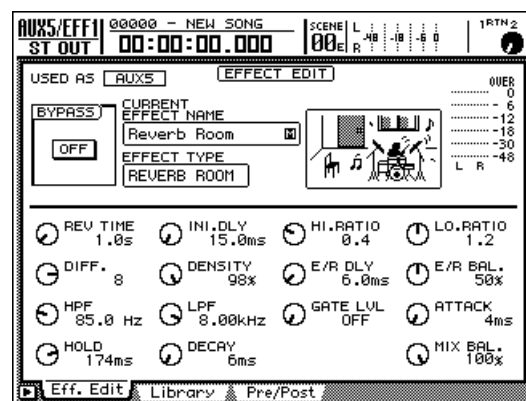 AUX5/EFF1 00000 - NEW SONG SCENE L -48 -18 -6 0 1RTN2
ST OUT 00:00:00.000 00E R
USED AS AUX5 EFFECT EDIT OVER
0
BYPASS CURRENT
EFFECT NAME - 6
-12
Reverb Room M -18
OFF -30
EFFECT TYPE -48
REVERB ROOM L R
REV TIME INI.DLY HI.RATIO LO.RATIO
1.0s 15.0ms 0.4 1.2
DIFF. DENSITY E/R DLY E/R BAL.
8 98% 6.0ms 50%
HPF LPF GATE LVL ATTACK
85.0 Hz 8.00kHz OFF 4ms
HOLD DECAY MIX BAL.
174ms 6ms 100%
Eff. Edit Library Pre/Post